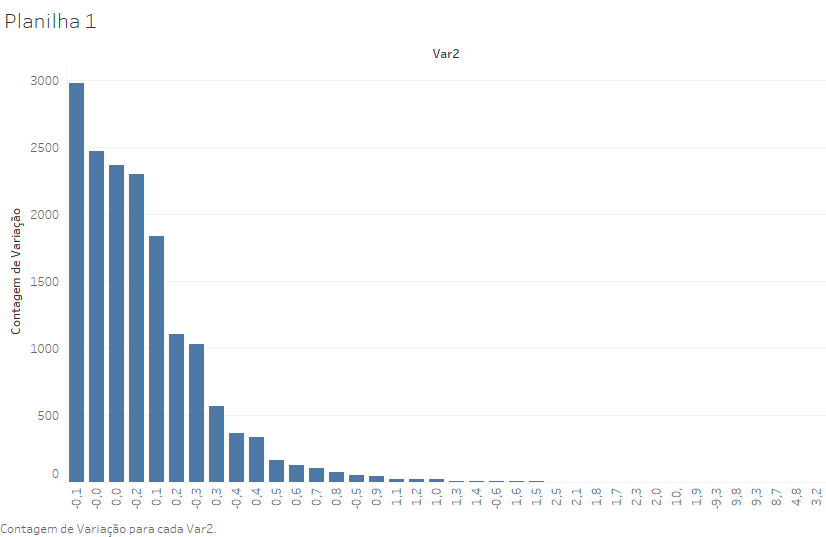 Planilha 1
Var2
Contagem de Variação
3000
2500
2000
1500
1000
500
0
-0,1 -0,0 0,0 -0,2 0,1 0,2 -0,3 0,3 -0,4 0,4 0,5 0,6 0,7 0,8 -0,5 0,9 1,1 1,2 1,0 1,3 1,4 -0,6 1,6 1,5 2,5 2,1 1,8 1,7 2,3 2,0 10, 1,9 -9,3 9,8 9,3 8,7 4,8 3,2
Contagem de Variação para cada Var2.